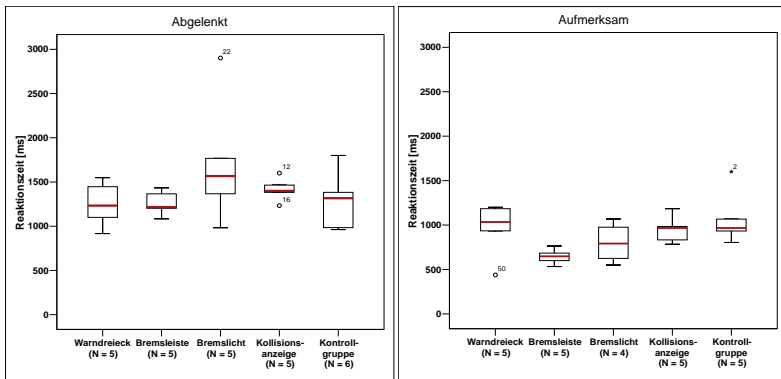 Abgelenkt
Reaktionszeit [ms]
3000
2500
2000
1500
1000
500
0
22
12
16
Warndreieck Bremsleiste Bremslicht Kollisions- Kontroll-
(N = 5) (N = 5) (N = 5) anzeige gruppe
(N = 5) (N = 6)
Aufmerksam
Reaktionszeit [ms]
3000
2500
2000
1500
1000
500
0
2
50
Warndreieck Bremsleiste Bremslicht Kollisions- Kontroll-
(N = 5) (N = 5) (N = 4) anzeige gruppe
(N = 5) (N = 5)